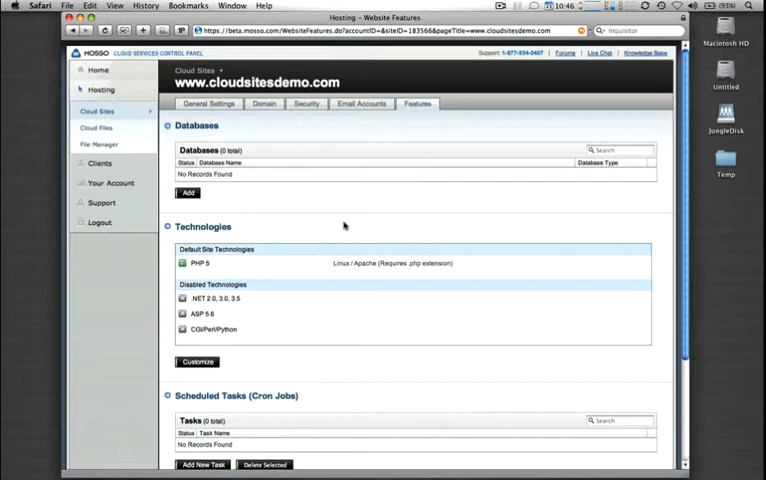 Safari File Edit View History Bookmarks Window Help
10:46
(93%)
Hosting - Website Features
1P
https://beta.mosso.com/WebsiteFeatures.do?accountID=&siteID=183566&pageTitle=www.cloudsitesdemo.com
Inquisitor
MOSSO CLOUD SERVICES CONTROL PANEL
Support: 1-877-934-0407 Forums Live Chat Knowledge Base
Home
Hosting
Cloud Sites
Cloud Files
File Manager
Clients
Your Account
Support
Logout
Cloud Sites
www.cloudsitesdemo.com
General Settings Domain Security Email Accounts Features
Databases
Databases (0 total)
Search
Status Database Name Database Type
No Records Found
Add
Technologies
Default Site Technologies
PHP 5 Linux / Apache (Requires .php extension)
Disabled Technologies
.NET 2.0, 3.0, 3.5
ASP 5.6
CGI/Perl/Python
Customize
Scheduled Tasks (Cron Jobs)
Tasks (0 total)
Search
Status Task Name
No Records Found
Add New Task Delete Selected
Macintosh HD
Untitled
JungleDisk
Temp